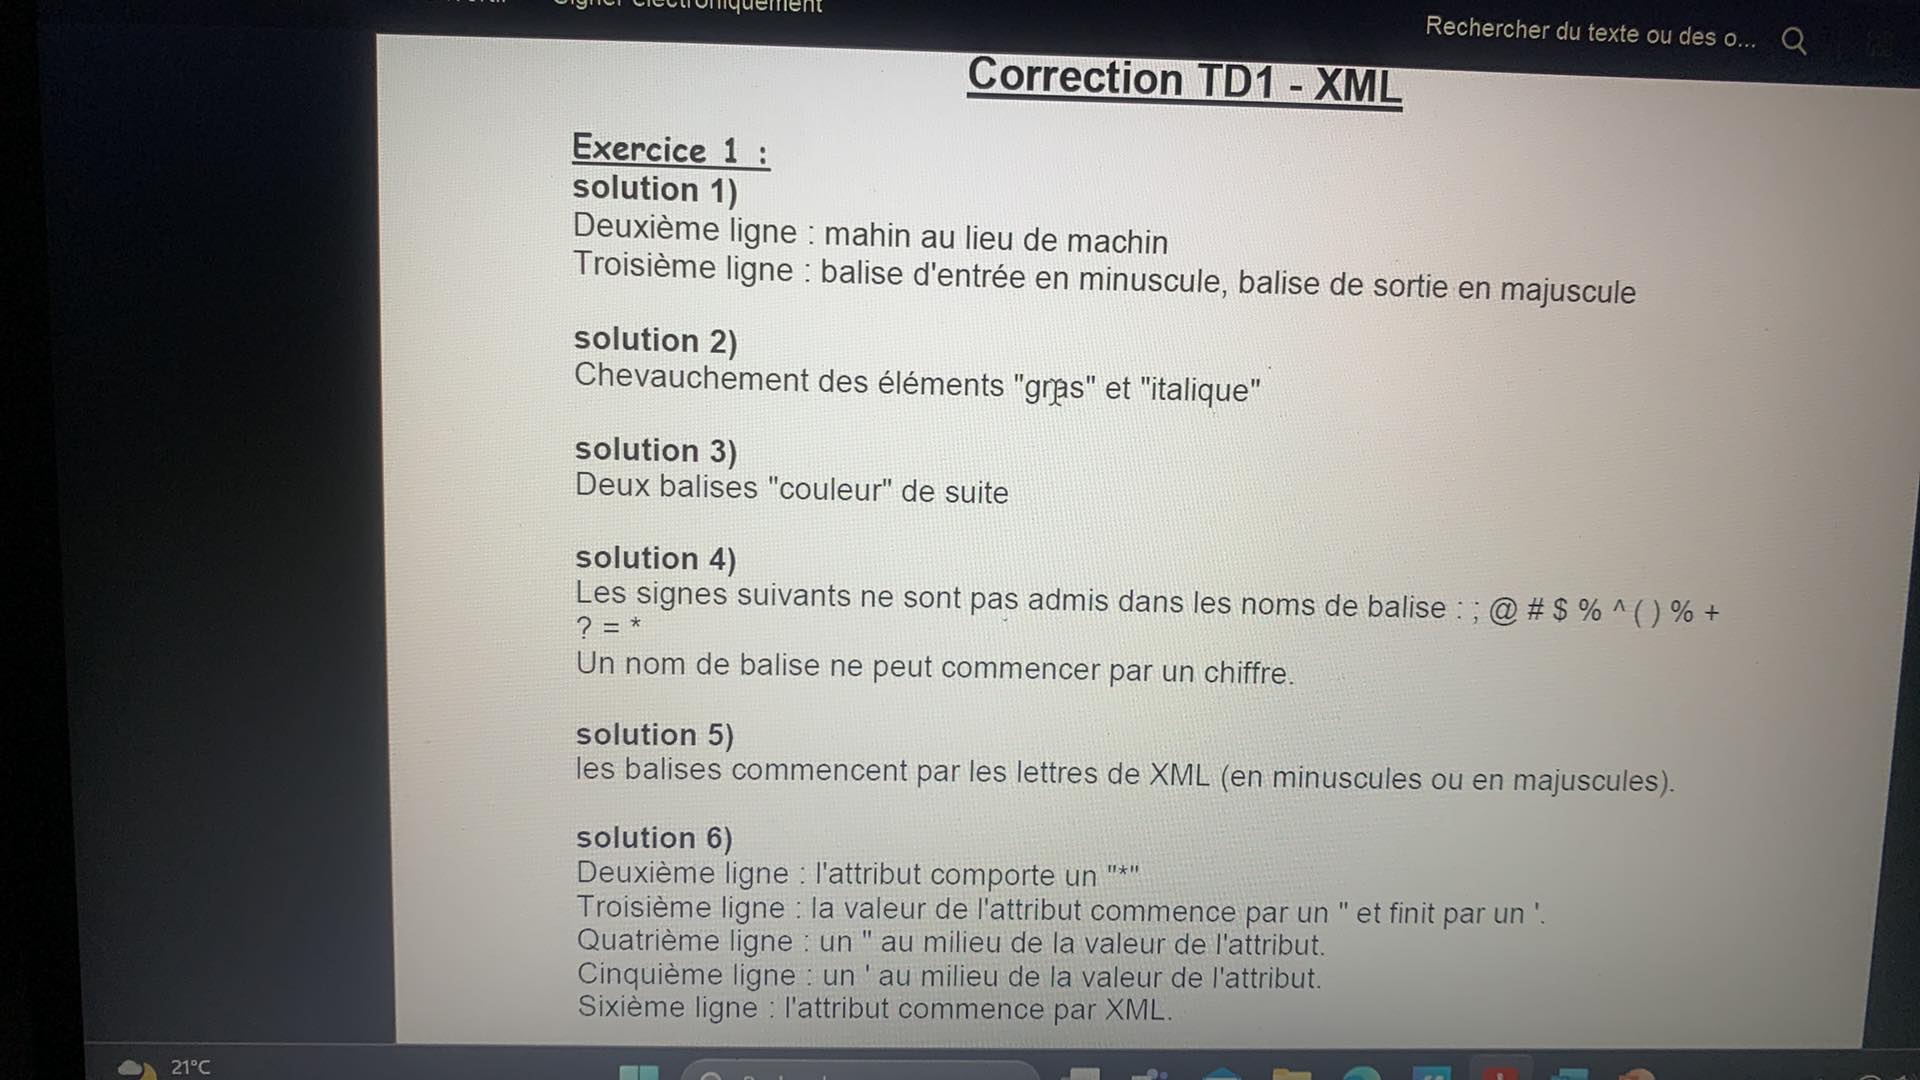 Signer électroniquement
Rechercher du texte ou des o...
Correction TD1 - XML
Exercice 1 :
solution 1)
Deuxième ligne : mahin au lieu de machin
Troisième ligne : balise d'entrée en minuscule, balise de sortie en majuscule
solution 2)
Chevauchement des éléments "gras" et "italique"
solution 3)
Deux balises "couleur" de suite
solution 4)
Les signes suivants ne sont pas admis dans les noms de balise : ; @ # $ % ^ ( ) % +
? = *
Un nom de balise ne peut commencer par un chiffre.
solution 5)
les balises commencent par les lettres de XML (en minuscules ou en majuscules).
solution 6)
Deuxième ligne : l'attribut comporte un "*"
Troisième ligne : la valeur de l'attribut commence par un " et finit par un '.
Quatrième ligne : un " au milieu de la valeur de l'attribut.
Cinquième ligne : un ' au milieu de la valeur de l'attribut.
Sixième ligne : l'attribut commence par XML.
21°C